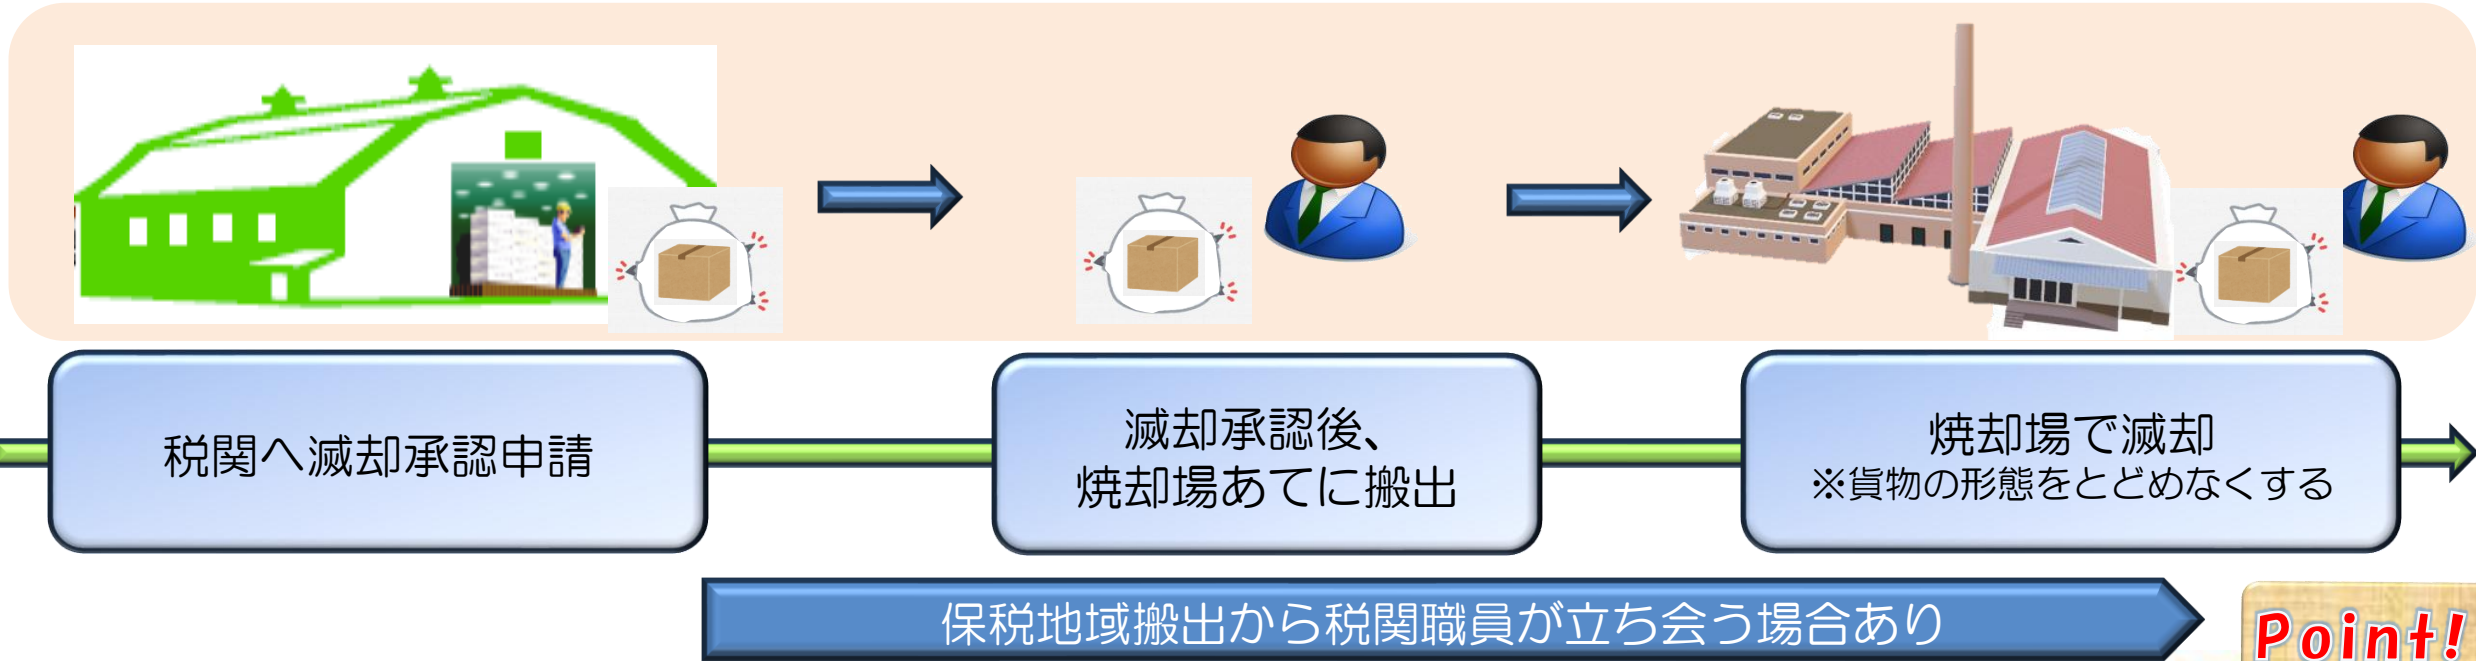 税関へ滅却承認申請
滅却承認後、
焼却場あてに搬出
焼却場で滅却
※貨物の形態をとどめなくする
保税地域搬出から税関職員が立ち会う場合あり
Point!